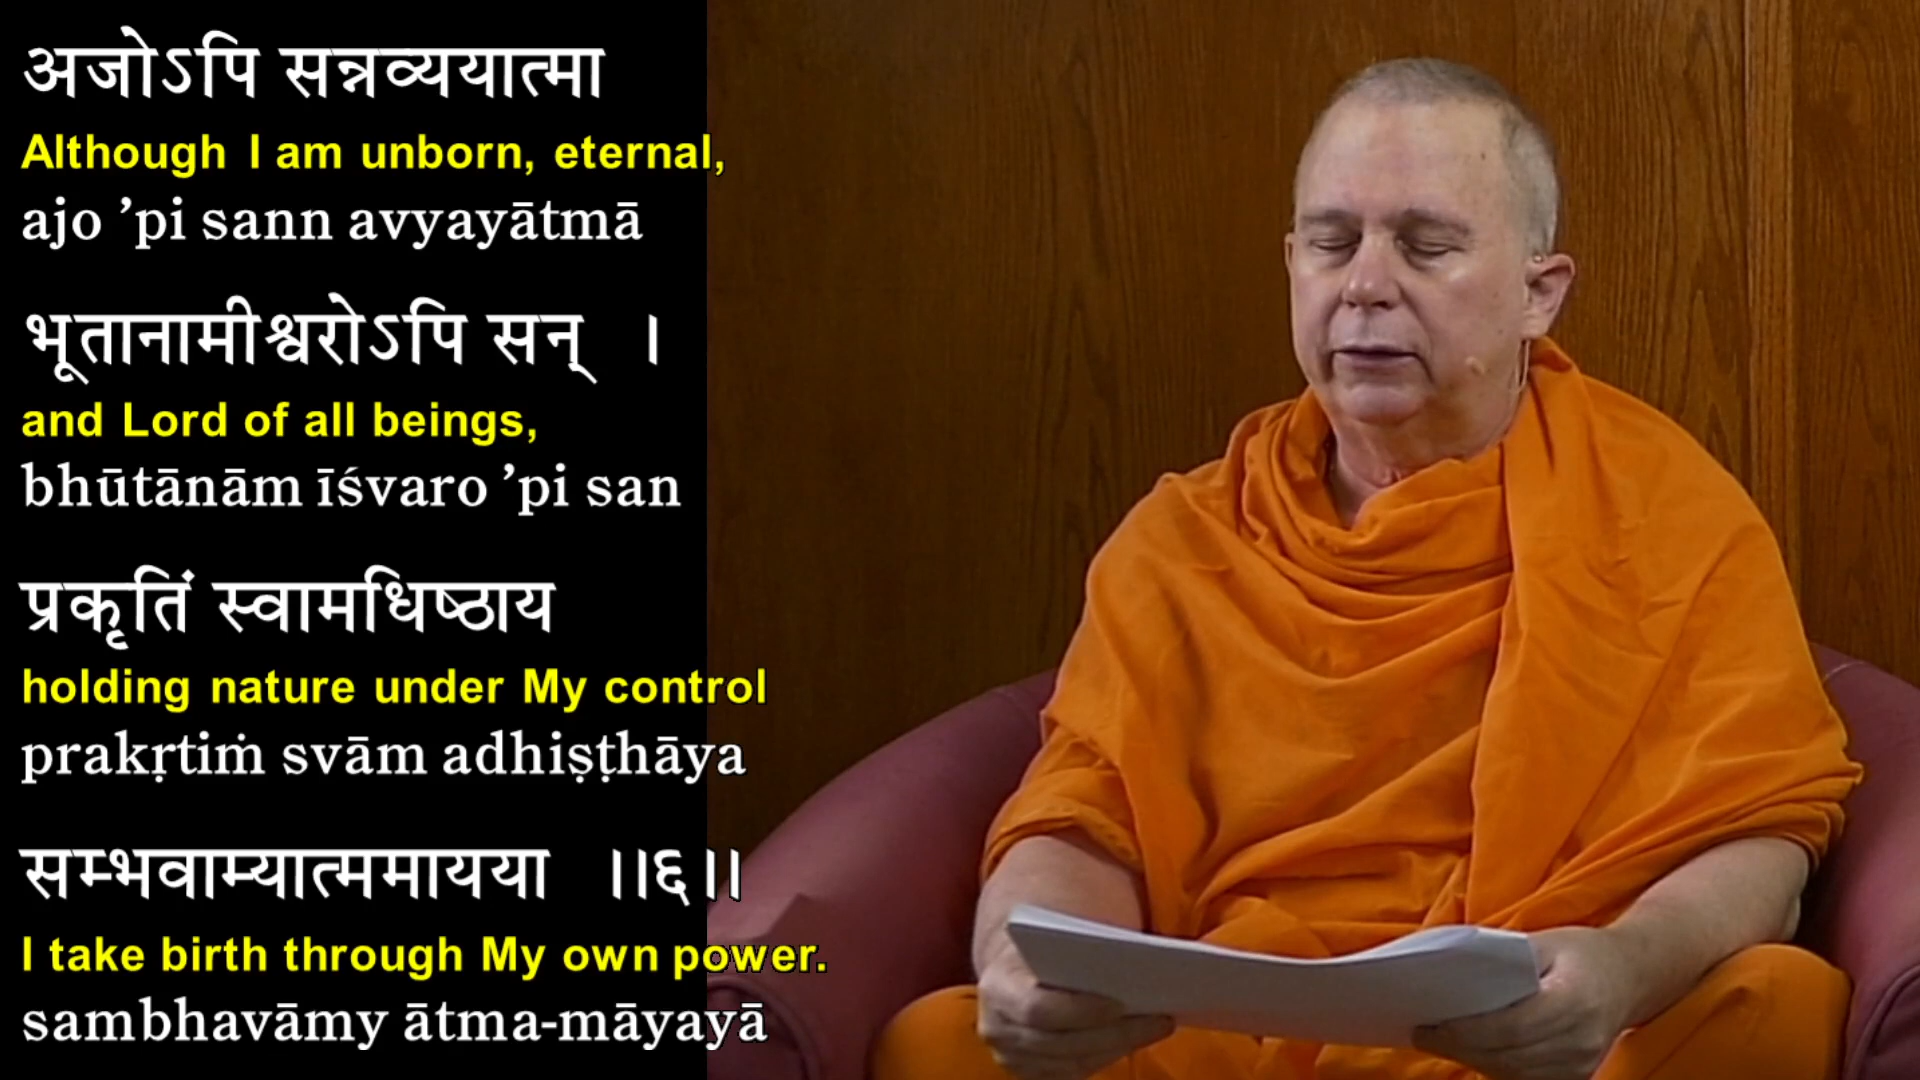 अजोऽपि सन्नव्ययात्मा
Although I am unborn, eternal,
ajo ’pi sann avyayātmā
भूतानामीश्वरोऽपि सन् ।
and Lord of all beings,
bhūtānām īśvaro ’pi san
प्रकृतिं स्वामधिष्ठाय
holding nature under My control
prakṛtiṁ svām adhiṣṭhāya
सम्भवाम्यात्ममायया ।।६।।
I take birth through My own power.
sambhavāmy ātma-māyayā